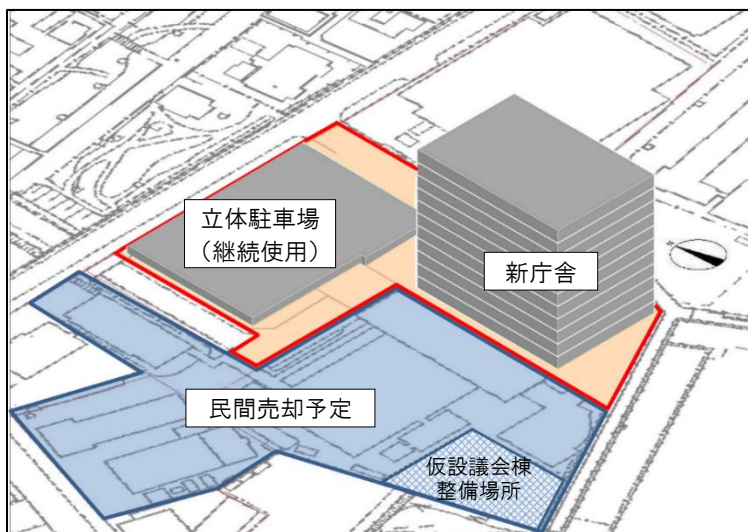 立体駐車場
(継続使用)
新庁舎
民間売却予定
仮設議会棟
整備場所